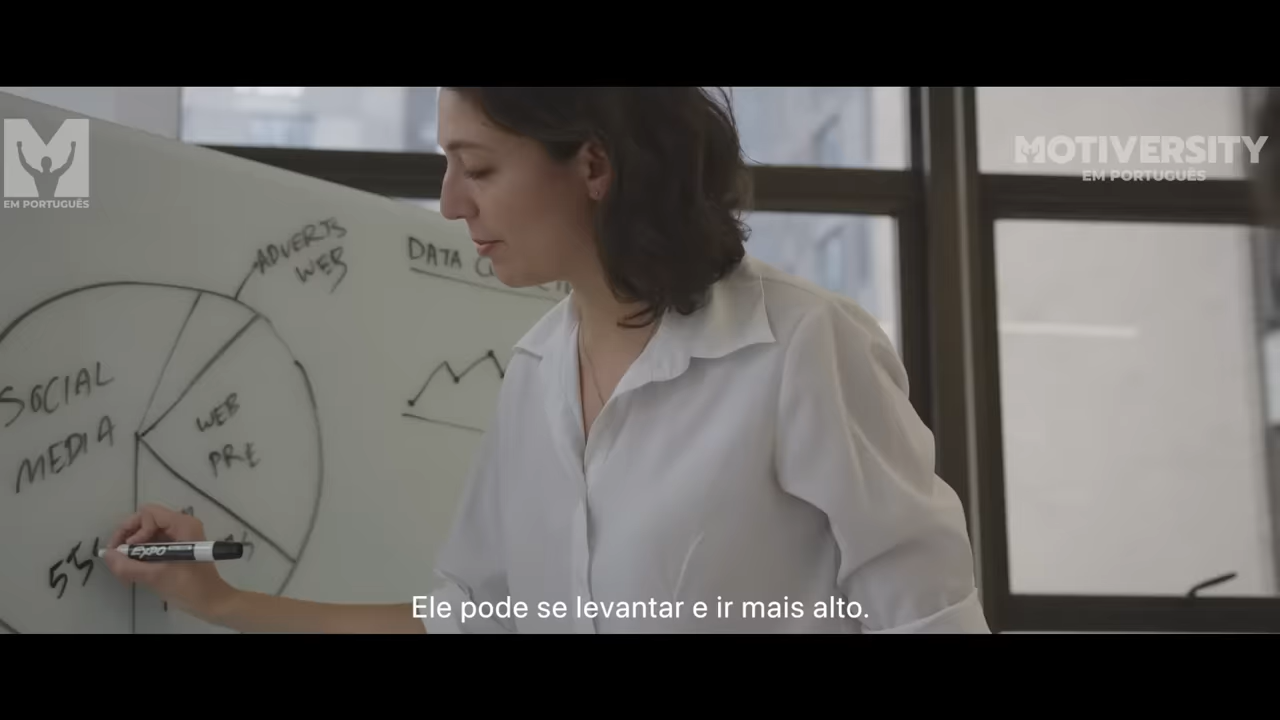 EM PORTUGUÊS
MOTIVERSITY
EM PORTUGUÊS
ADVERTS
WEB
DATA
SOCIAL
MEDIA
WEB
PRE
EXPO
Ele pode se levantar e ir mais alto.